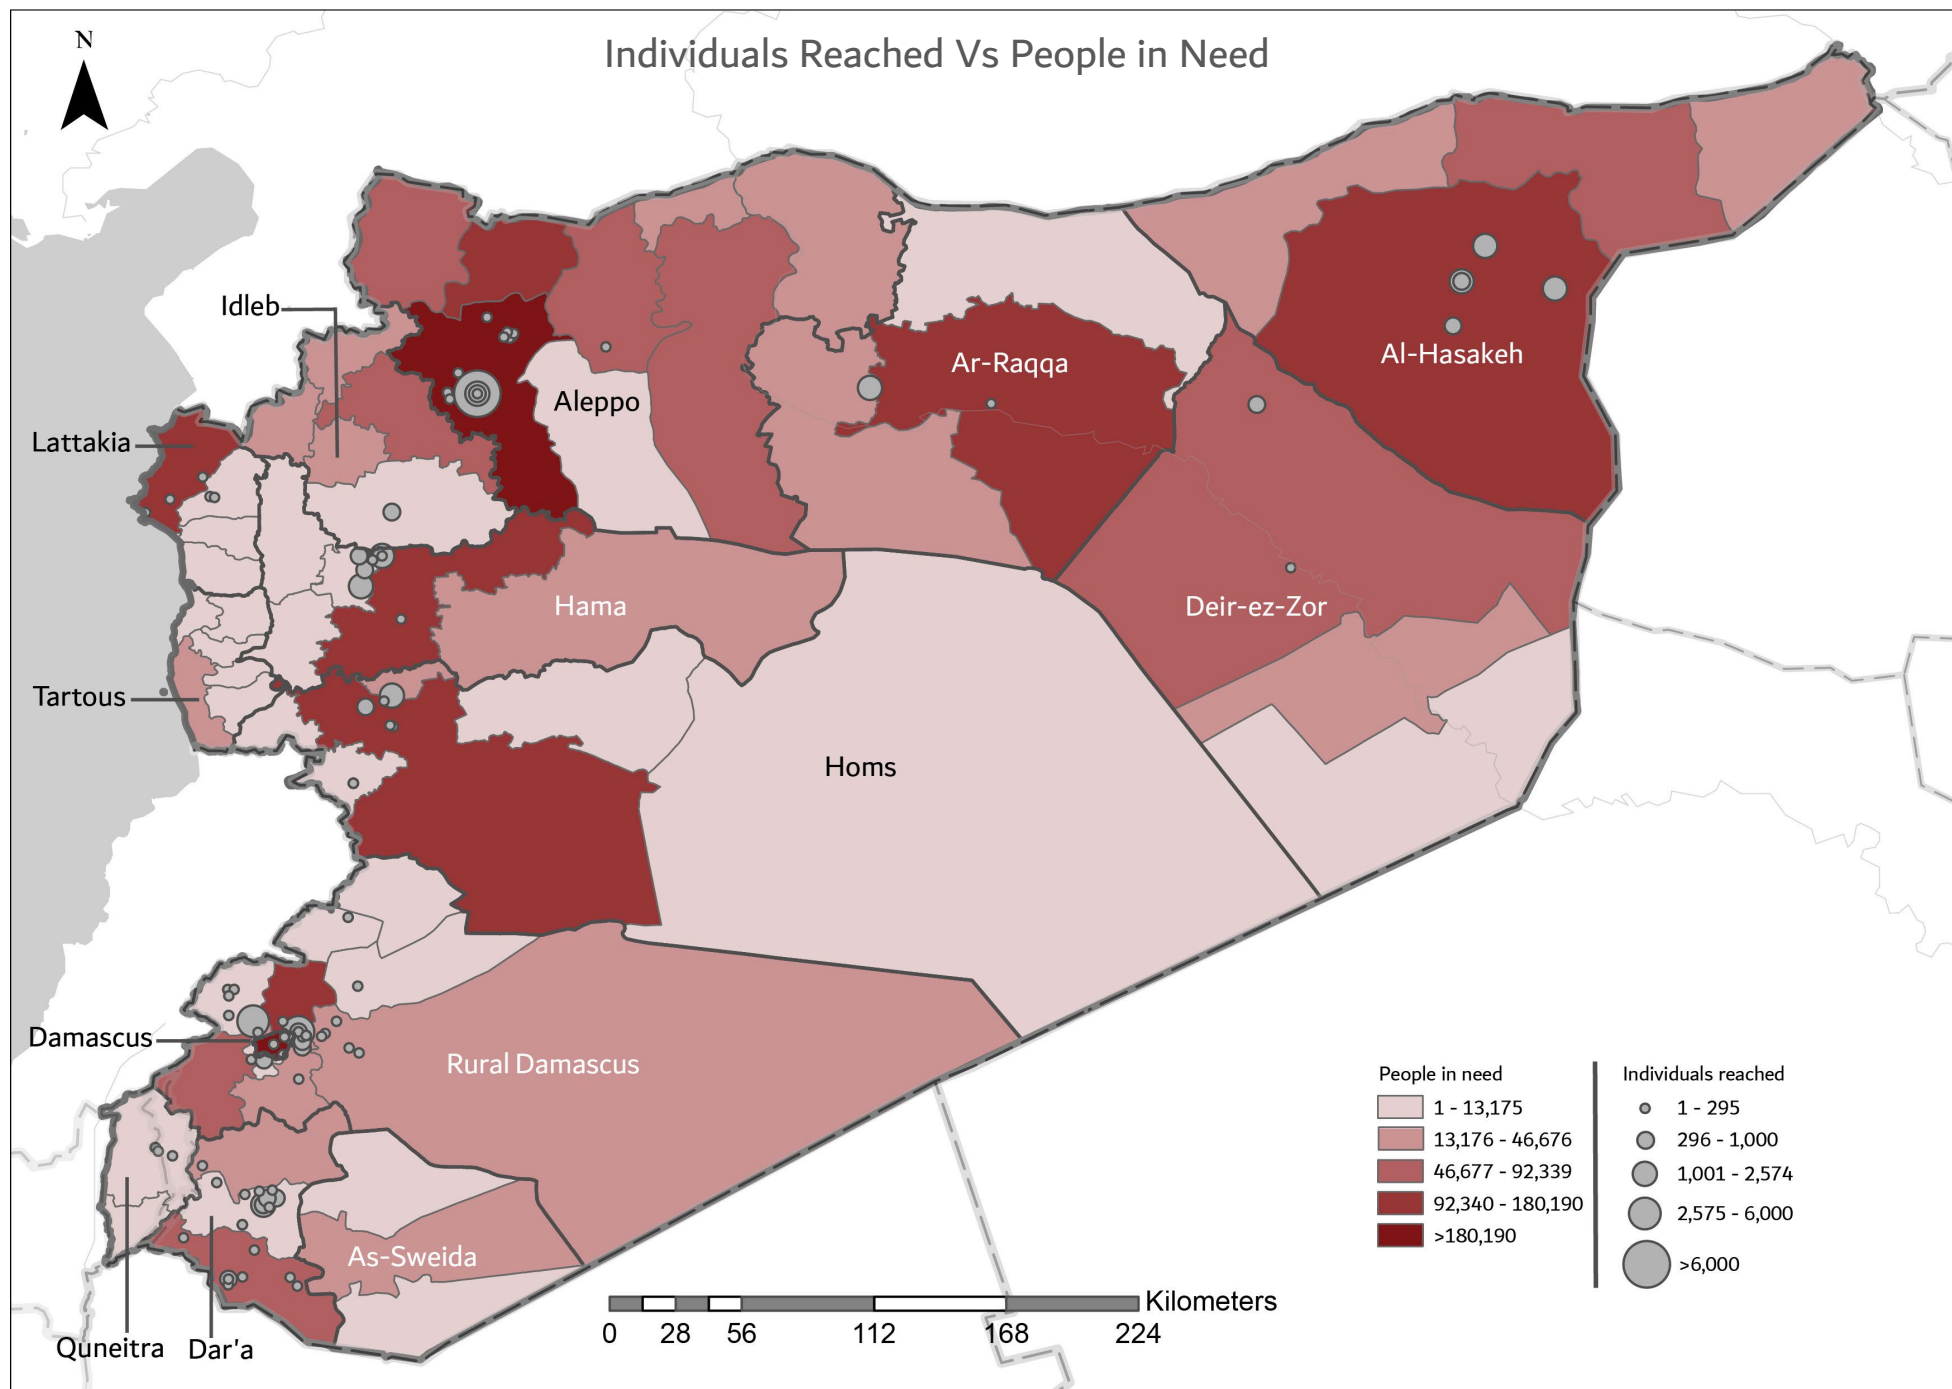 N
Individuals Reached Vs People in Need
Idleb
Lattakia
Aleppo
Ar-Raqqa
Al-Hasakeh
Hama
Deir-ez-Zor
Tartous
Homs
Damascus
Rural Damascus
As-Sweida
Quneitra
Dar'a
People in need
1 - 13,175
13,176 - 46,676
46,677 - 92,339
92,340 - 180,190
>180,190
Individuals reached
1 - 295
296 - 1,000
1,001 - 2,574
2,575 - 6,000
>6,000
Kilometers
0 28 56 112 168 224